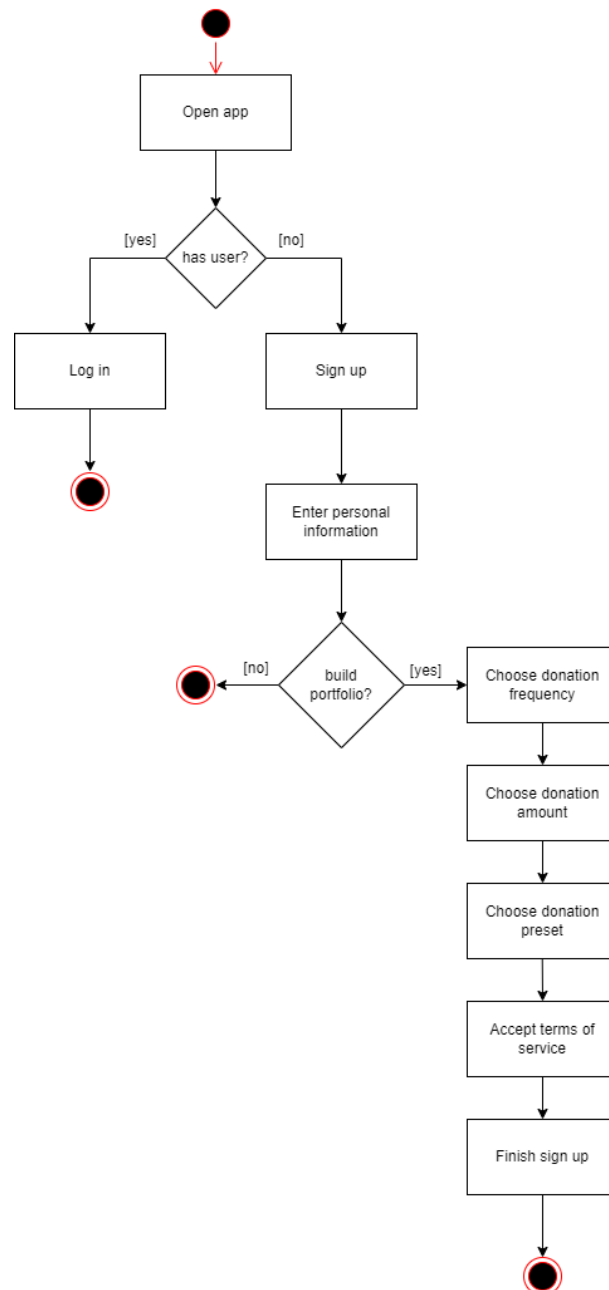 Open app
[yes]
has user?
[no]
Log in
Sign up
Enter personal
information
[no]
build
portfolio?
[yes]
Choose donation
frequency
Choose donation
amount
Choose donation
preset
Accept terms of
service
Finish sign up